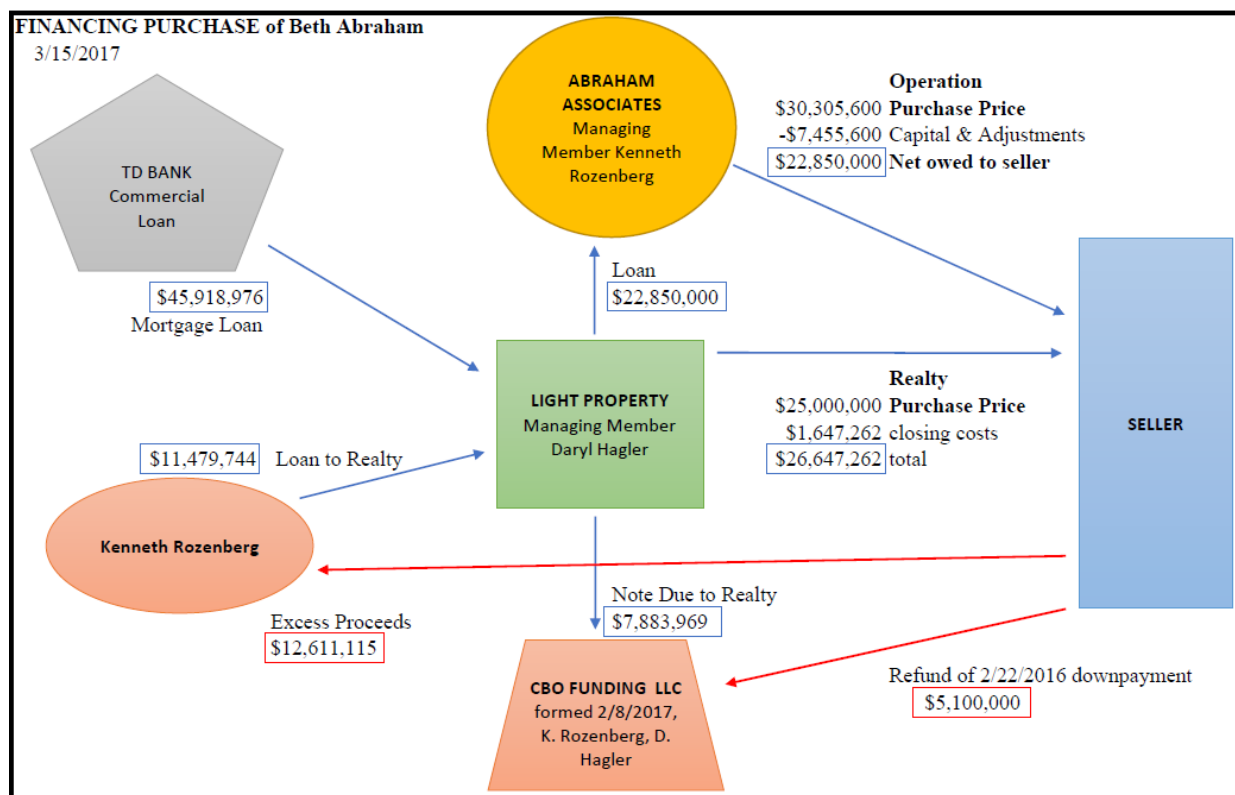 FINANCING PURCHASE of Beth Abraham
3/15/2017
TD BANK
Commercial
Loan
$45,918,976
Mortgage Loan
ABRAHAM
ASSOCIATES
Managing
Member Kenneth
Rozenberg
Operation
$30,305,600 Purchase Price
-$7,455,600 Capital & Adjustments
$22,850,000 Net owed to seller
Loan
$22,850,000
LIGHT PROPERTY
Managing Member
Daryl Hagler
Realty
$25,000,000 Purchase Price
$1,647,262 closing costs
$26,647,262 total
SELLER
$11,479,744 Loan to Realty
Kenneth Rozenberg
Excess Proceeds
$12,611,115
Note Due to Realty
$7,883,969
CBO FUNDING LLC
formed 2/8/2017,
K. Rozenberg, D.
Hagler
Refund of 2/22/2016 downpayment
$5,100,000